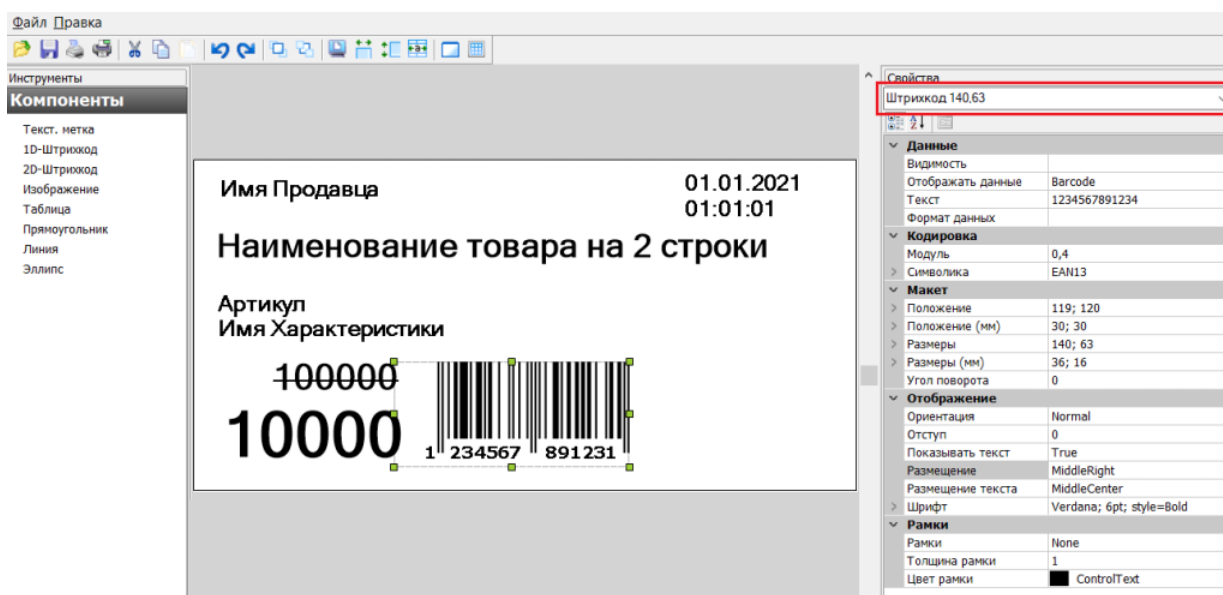 Файл Правка
Инструменты
Компоненты
Текст. метка
1D-Штрихкод
2D-Штрихкод
Изображение
Таблица
Прямоугольник
Линия
Эллипс
Имя Продавца
01.01.2021
01:01:01
Наименование товара на 2 строки
Артикул
Имя Характеристики
100000
10000
1 234567 891231
Свойства
Штрихкод 140,63
Данные
Видимость
Отображать данные Barcode
Текст 1234567891234
Формат данных
Кодировка
Модуль 0,4
Символика EAN13
Макет
Положение 119; 120
Положение (мм) 30; 30
Размеры 140; 63
Размеры (мм) 36; 16
Угол поворота 0
Отображение
Ориентация Normal
Отступ 0
Показывать текст True
Размещение MiddleRight
Размещение текста MiddleCenter
Шрифт Verdana; 6pt; style=Bold
Рамки
Рамки None
Толщина рамки 1
Цвет рамки ControlText